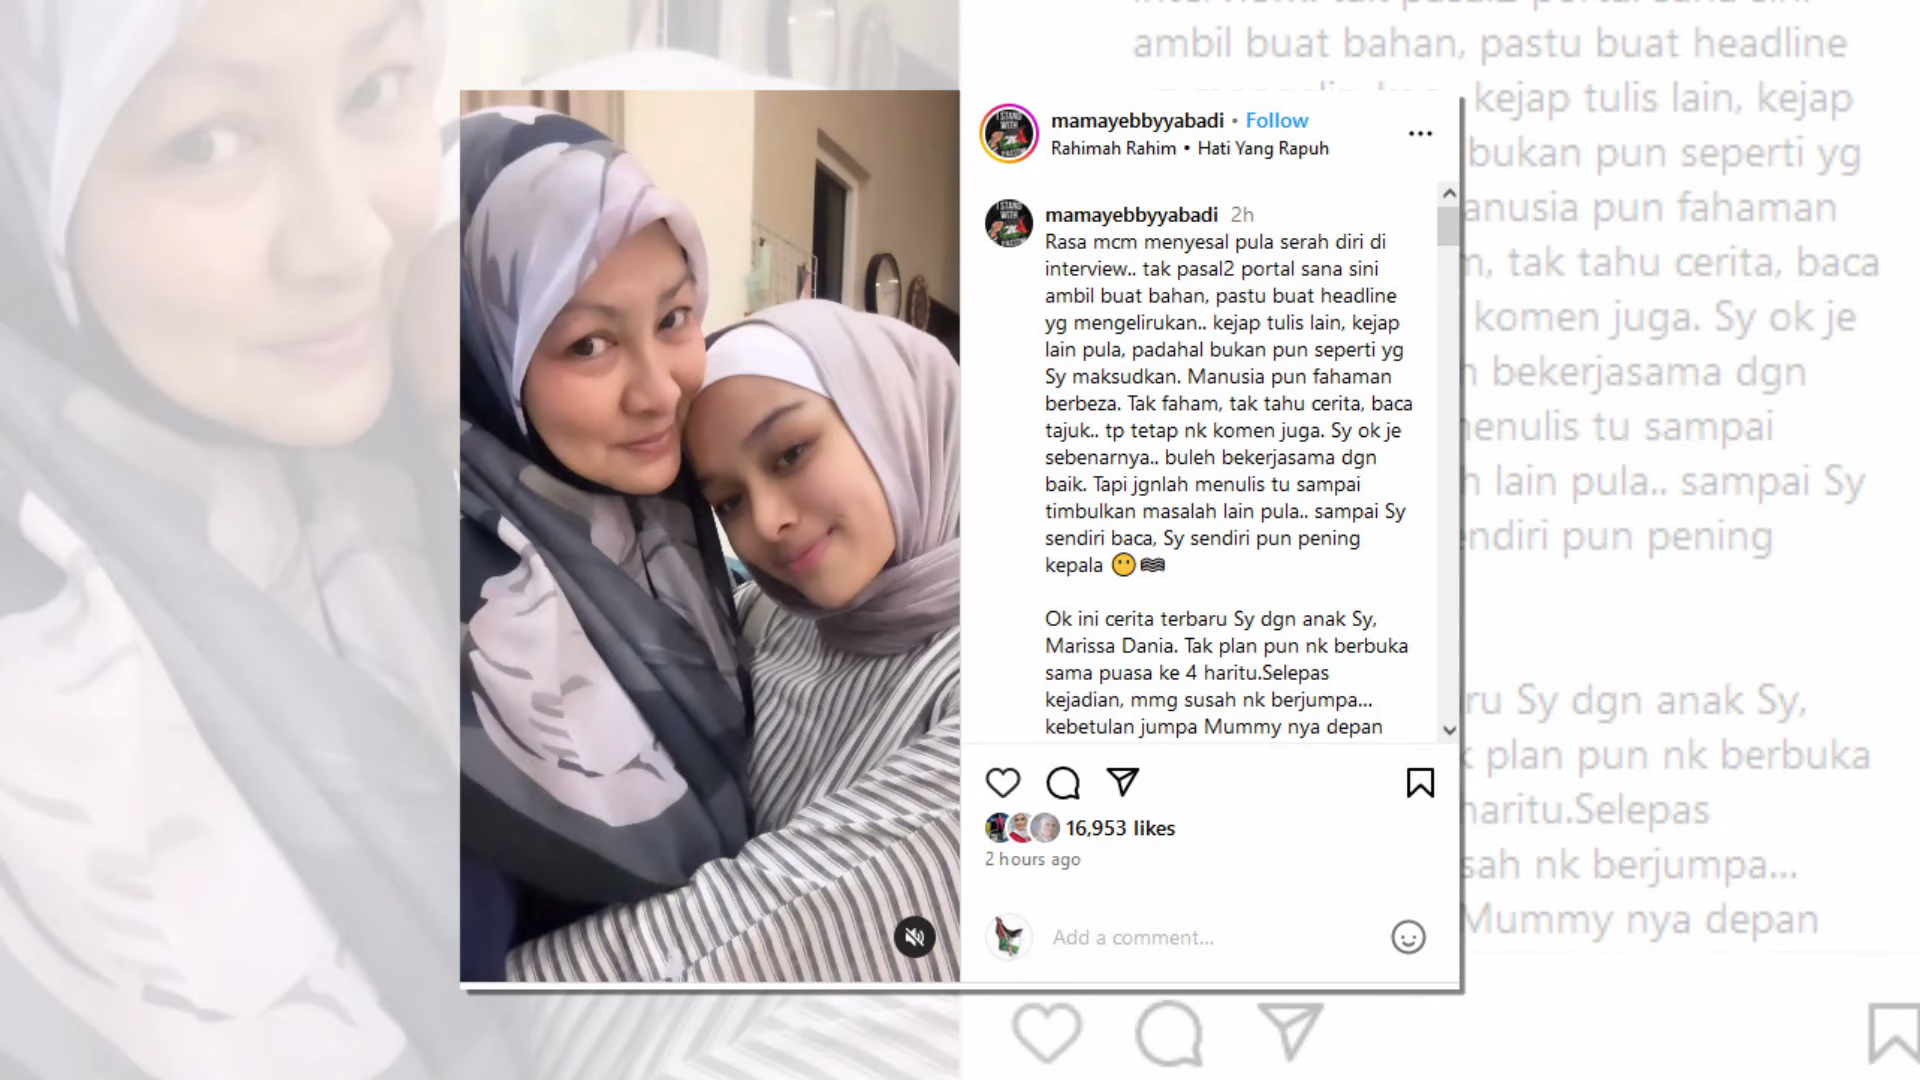 mamayebbyyabadi • Follow
Rahimah Rahim • Hati Yang Rapuh
I STAND
WITH
mamayebbyyabadi 2h
Rasa mcm menyesal pula serah diri di
interview.. tak pasal2 portal sana sini
ambil buat bahan, pastu buat headline
yg mengelirukan.. kejap tulis lain, kejap
lain pula, padahal bukan pun seperti yg
Sy maksudkan. Manusia pun fahaman
berbeza. Tak faham, tak tahu cerita, baca
tajuk.. tp tetap nk komen juga. Sy ok je
sebenarnya.. buleh bekerjasama dgn
baik. Tapi jgnlah menulis tu sampai
timbulkan masalah lain pula.. sampai Sy
sendiri baca, Sy sendiri pun pening
kepala 😶🌫
Ok ini cerita terbaru Sy dgn anak Sy,
Marissa Dania. Tak plan pun nk berbuka
sama puasa ke 4 haritu.Selepas
kejadian, mmg susah nk berjumpa...
kebetulan jumpa Mummy nya depan
16,953 likes
2 hours ago
Add a comment...
ambil buat bahan, pastu buat headline
kejap tulis lain, kejap
bukan pun seperti yg
anusia pun fahaman
, tak tahu cerita, baca
komen juga. Sy ok je
bekerjasama dgn
enulis tu sampai
lain pula.. sampai Sy
endiri pun pening
ru Sy dgn anak Sy,
plan pun nk berbuka
haritu.Selepas
sah nk berjumpa...
Mummy nya depan